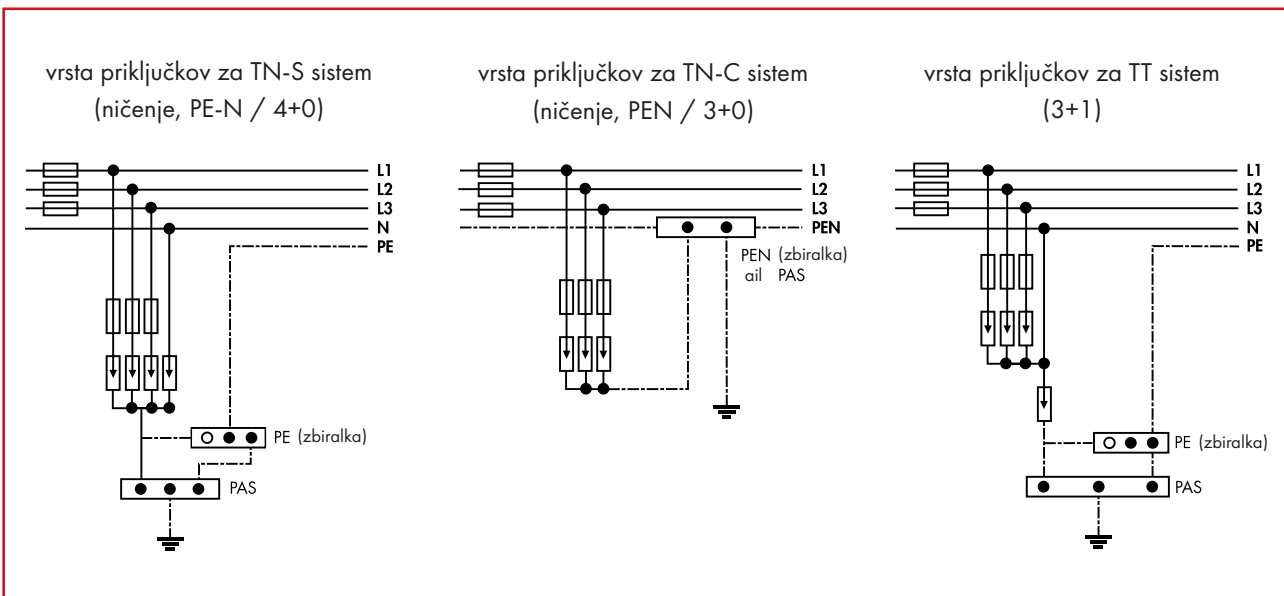 vrsta priključkov za TN-S sistem
(ničenje, PE-N / 4+0)
L1
L2
L3
N
PE
PE (zbiralka)
PAS
vrsta priključkov za TN-C sistem
(ničenje, PEN / 3+0)
L1
L2
L3
PEN
PEN (zbiralka)
ail PAS
vrsta priključkov za TT sistem
(3+1)
L1
L2
L3
N
PE
PE (zbiralka)
PAS